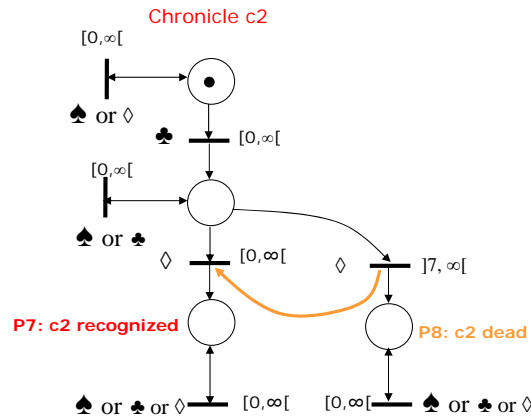 Chronicle c2
[0,∞[
♠ or ◊
♣ [0,∞[
[0,∞[
♠ or ♣
◊ [0,∞[
◊ ]7,∞[
P7: c2 recognized
P8: c2 dead
♠ or ♣ or ◊ [0,∞[
[0,∞[ ♠ or ♣ or ◊